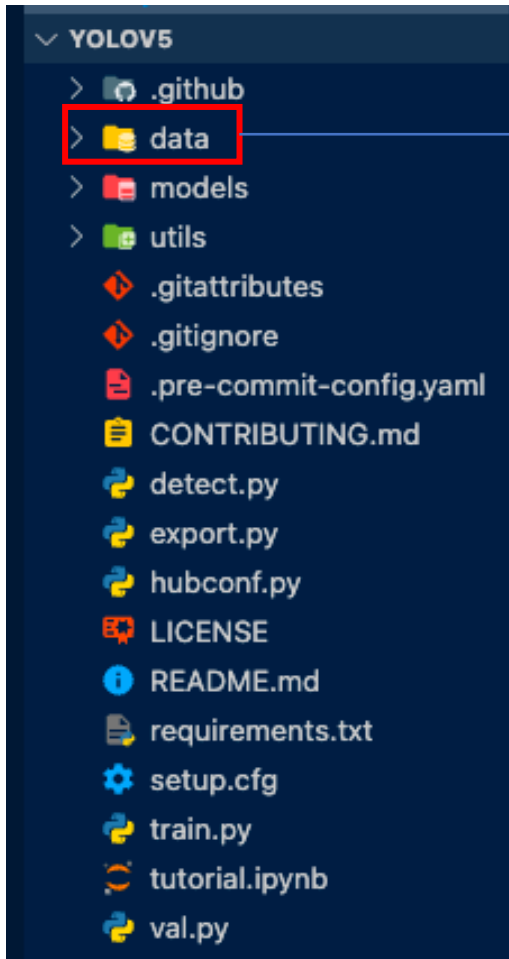 YOLOV5
.github
data
models
utils
.gitattributes
.gitignore
.pre-commit-config.yaml
CONTRIBUTING.md
detect.py
export.py
hubconf.py
LICENSE
README.md
requirements.txt
setup.cfg
train.py
tutorial.ipynb
val.py